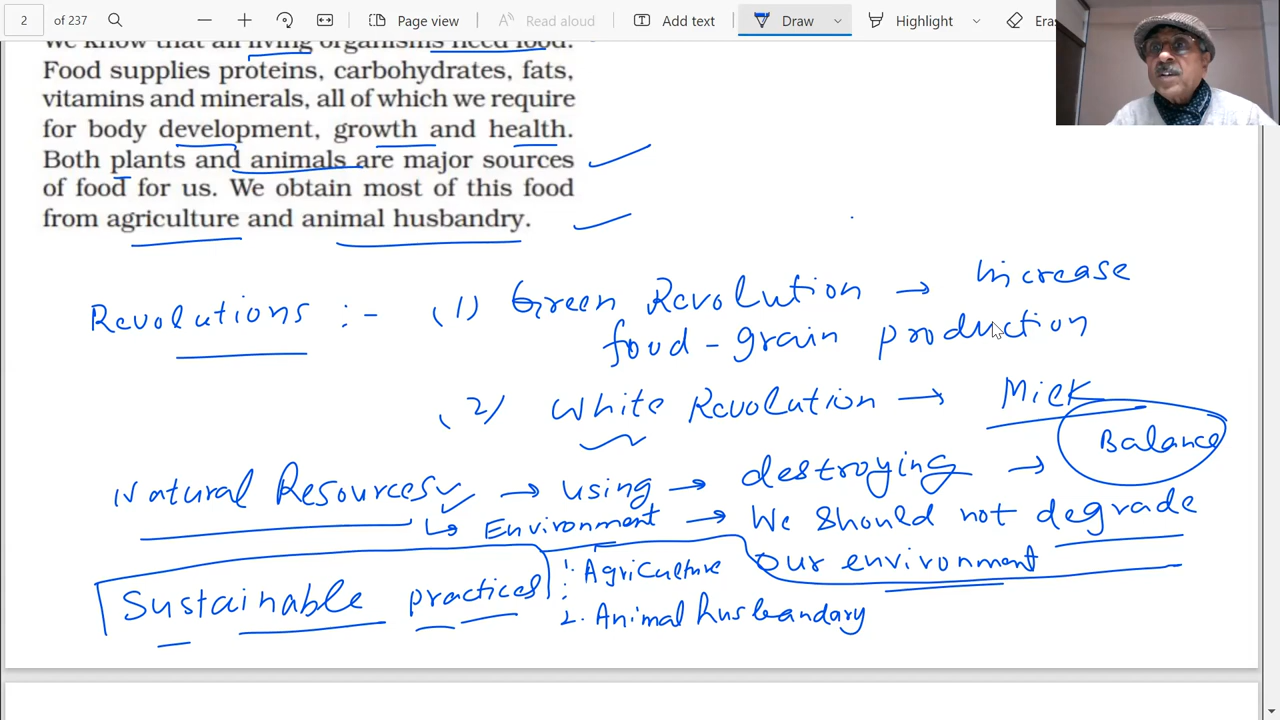 2 of 237 Page view Read aloud Add text Draw Highlight Eras
We know that all living organisms need food.
Food supplies proteins, carbohydrates, fats,
vitamins and minerals, all of which we require
for body development, growth and health.
Both plants and animals are major sources
of food for us. We obtain most of this food
from agriculture and animal husbandry.
Revolutions :- (1) Green Revolution → Increase
food-grain production
(2) White Revolution → Milk
Balance
Natural Resources → using → destroying →
↳ Environment → We should not degrade
our environment
Sustainable practices
1. Agriculture
2. Animal husbandary